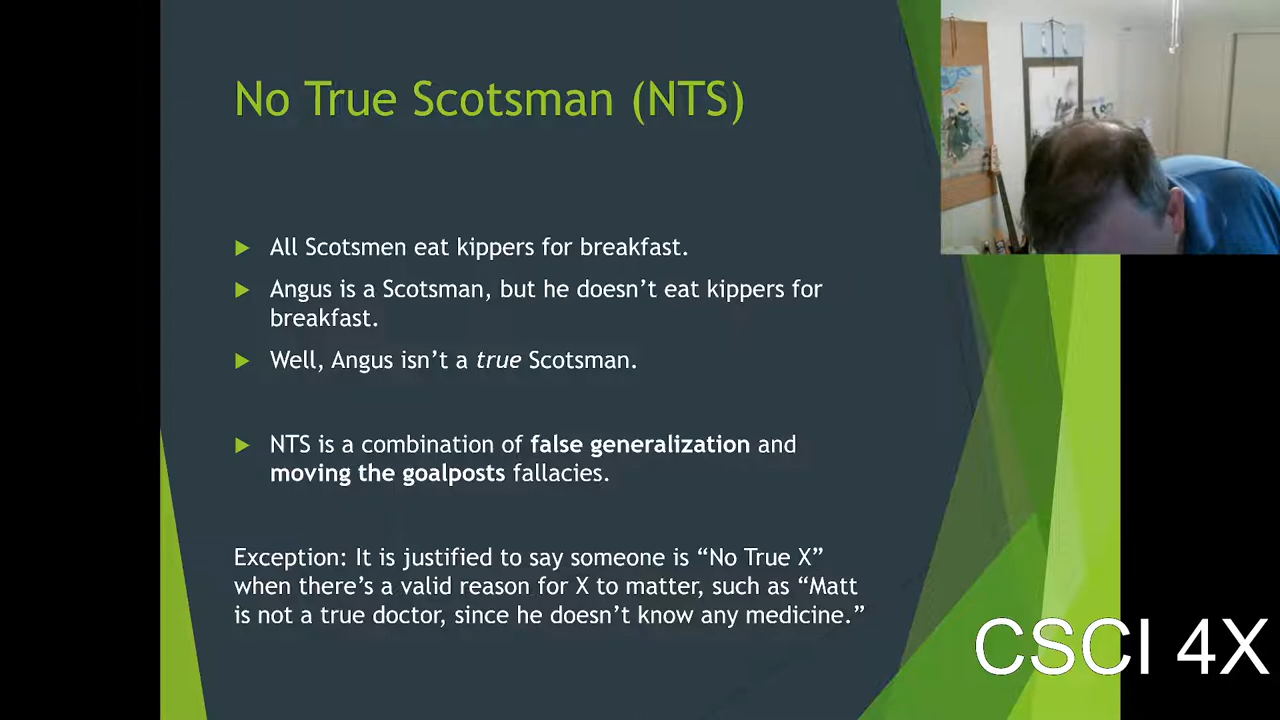 No True Scotsman (NTS)
All Scotsmen eat kippers for breakfast.
Angus is a Scotsman, but he doesn’t eat kippers for
breakfast.
Well, Angus isn’t a true Scotsman.
NTS is a combination of false generalization and
moving the goalposts fallacies.
Exception: It is justified to say someone is “No True X”
when there’s a valid reason for X to matter, such as “Matt
is not a true doctor, since he doesn’t know any medicine.”
CSCI 4X